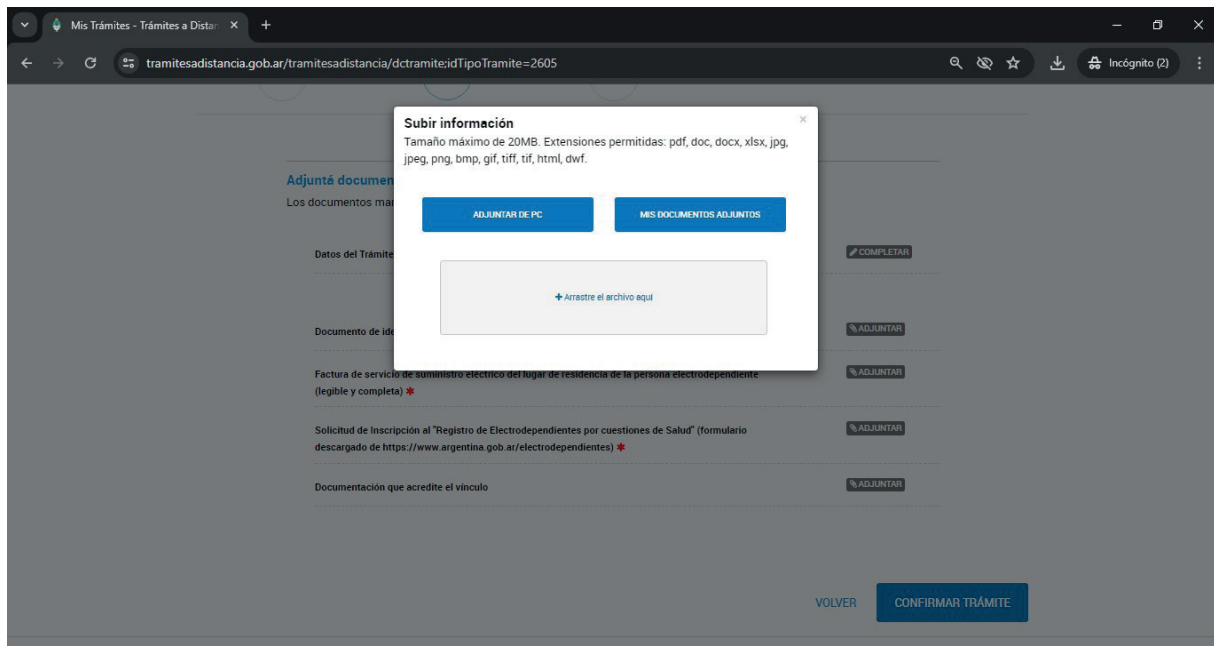 Mis Trámites - Trámites a Distan
tramitesadistancia.gob.ar/tramitesadistancia/dctramite;idTipoTramite=2605
Incógnito (2)
Subir información
Tamaño máximo de 20MB. Extensiones permitidas: pdf, doc, docx, xlsx, jpg,
jpeg, png, bmp, gif, tiff, tif, html, dwf.
ADJUNTAR DE PC
MIS DOCUMENTOS ADJUNTOS
+ Arrastre el archivo aquí
Adjuntá documen
Los documentos mar
Datos del Trámite
COMPLETAR
Documento de ide
ADJUNTAR
Factura de servicio de suministro eléctrico del lugar de residencia de la persona electrodependiente
(legible y completa) *
ADJUNTAR
Solicitud de Inscripción al "Registro de Electrodependientes por cuestiones de Salud" (formulario
descargado de https://www.argentina.gob.ar/electrodependientes) *
ADJUNTAR
Documentación que acredite el vínculo
ADJUNTAR
VOLVER
CONFIRMAR TRÁMITE